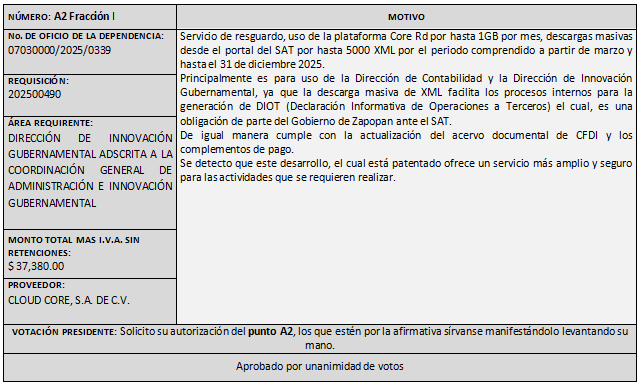 NÚMERO: A2 Fracción I
MOTIVO
No. DE OFICIO DE LA DEPENDENCIA:
07030000/2025/0339
REQUISICIÓN:
202500490
ÁREA REQUIRENTE:
DIRECCIÓN DE INNOVACIÓN
GUBERNAMENTAL ADSCRITA A LA
COORDINACIÓN GENERAL DE
ADMINISTRACIÓN E INNOVACIÓN
GUBERNAMENTAL
MONTO TOTAL MAS I.V.A. SIN
RETENCIONES:
$ 37,380.00
PROVEEDOR:
CLOUD CORE, S.A. DE C.V.
Servicio de resguardo, uso de la plataforma Core Rd por hasta 1GB por mes, descargas masivas
desde el portal del SAT por hasta 5000 XML por el periodo comprendido a partir de marzo y
hasta el 31 de diciembre 2025.
Principalmente es para uso de la Dirección de Contabilidad y la Dirección de Innovación
Gubernamental, ya que la descarga masiva de XML facilita los procesos internos para la
generación de DIOT (Declaración Informativa de Operaciones a Terceros) el cual, es una
obligación de parte del Gobierno de Zapopan ante el SAT.
De igual manera cumple con la actualización del acervo documental de CFDI y los
complementos de pago.
Se detecto que este desarrollo, el cual está patentado ofrece un servicio más amplio y seguro
para las actividades que se requieren realizar.
VOTACIÓN PRESIDENTE: Solicito su autorización del punto A2, los que estén por la afirmativa sírvanse manifestándolo levantando su
mano.
Aprobado por unanimidad de votos